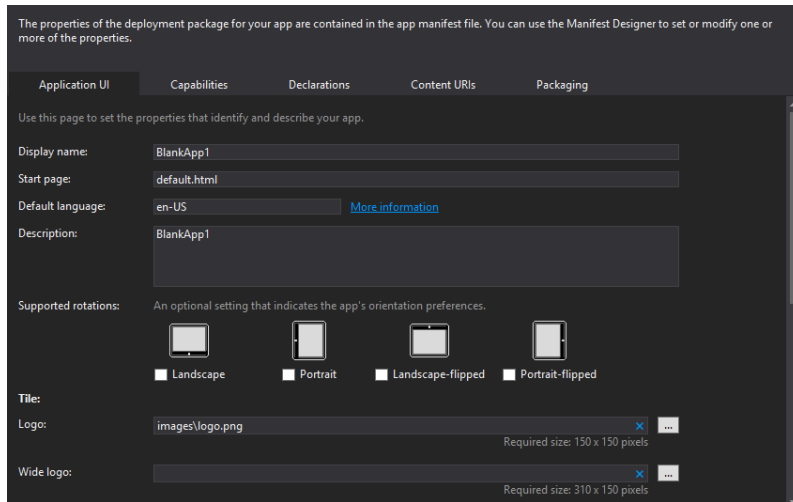 The properties of the deployment package for your app are contained in the app manifest file. You can use the Manifest Designer to set or modify one or
more of the properties.
Application UI Capabilities Declarations Content URIs Packaging
Use this page to set the properties that identify and describe your app.
Display name: BlankApp1
Start page: default.html
Default language: en-US More information
Description: BlankApp1
Supported rotations: An optional setting that indicates the app's orientation preferences.
Landscape Portrait Landscape-flipped Portrait-flipped
Tile:
Logo: images\logo.png ...
Required size: 150 x 150 pixels
Wide logo: ...
Required size: 310 x 150 pixels